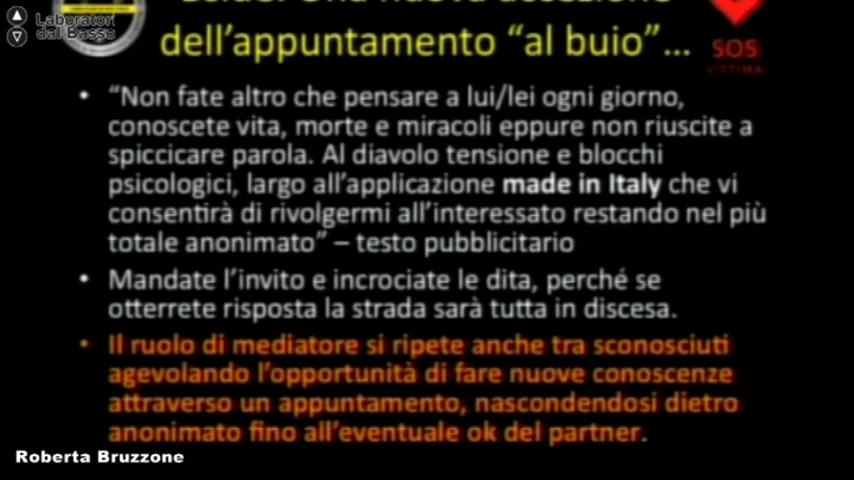 Laboratori
dal Basso
dell'appuntamento "al buio"...
SOS
VITTIMA
• "Non fate altro che pensare a lui/lei ogni giorno,
conoscete vita, morte e miracoli eppure non riuscite a
spiccicare parola. Al diavolo tensione e blocchi
psicologici, largo all'applicazione made in Italy che vi
consentirà di rivolgermi all'interessato restando nel più
totale anonimato" – testo pubblicitario
• Mandate l'invito e incrociate le dita, perché se
otterrete risposta la strada sarà tutta in discesa.
• Il ruolo di mediatore si ripete anche tra sconosciuti
agevolando l'opportunità di fare nuove conoscenze
attraverso un appuntamento, nascondendosi dietro
anonimato fino all'eventuale ok del partner.
Roberta Bruzzone